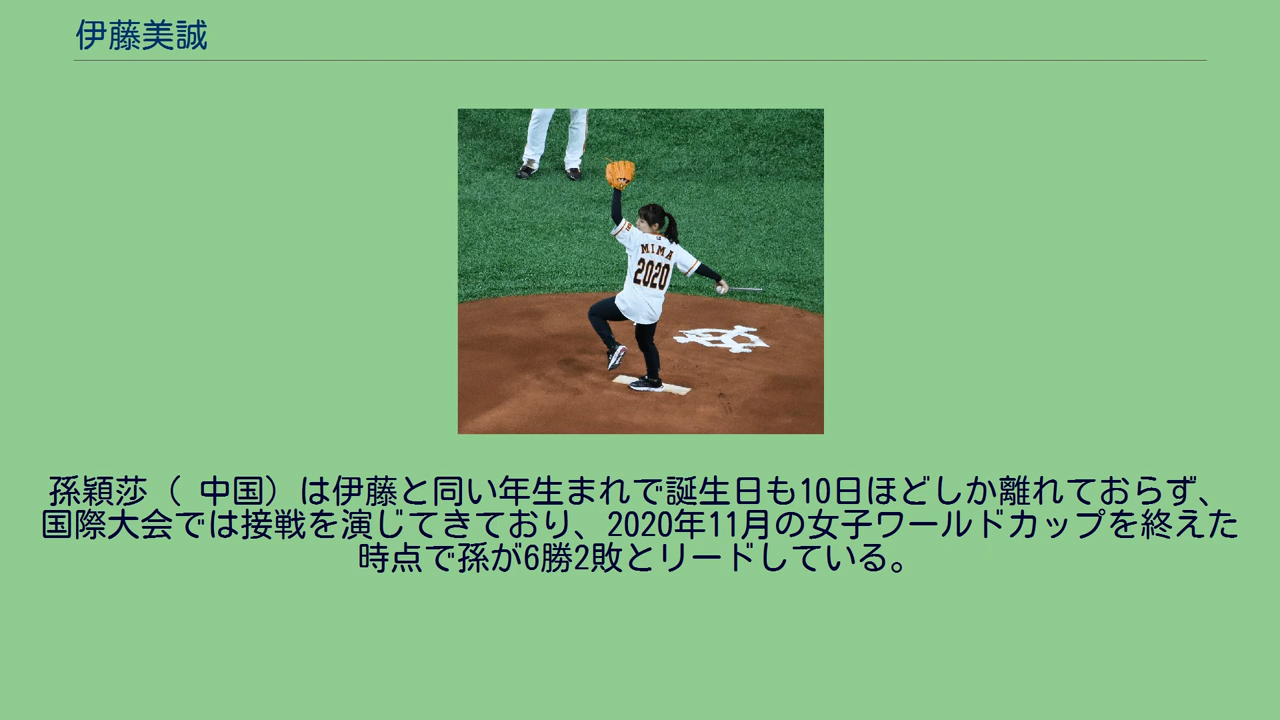 伊藤美誠
MIMA
2020
孫穎莎（ 中国）は伊藤と同い年生まれで誕生日も10日ほどしか離れておらず、
国際大会では接戦を演じてきており、2020年11月の女子ワールドカップを終えた
時点で孫が6勝2敗とリードしている。